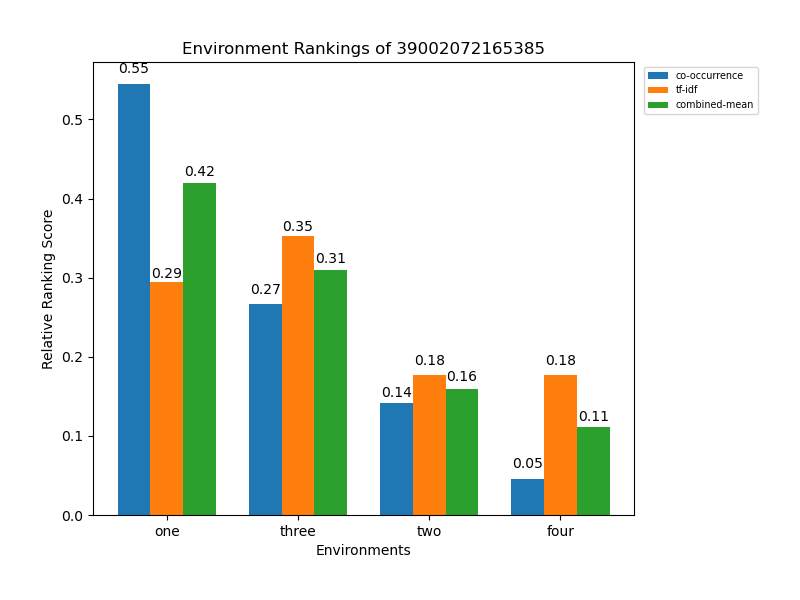 Environment Rankings of 39002072165385
co-occurrence
tf-idf
combined-mean
Relative Ranking Score
0.5
0.4
0.3
0.2
0.1
0.0
0.55
0.29
0.42
0.27
0.35
0.31
0.14
0.18
0.16
0.05
0.18
0.11
one three two four
Environments